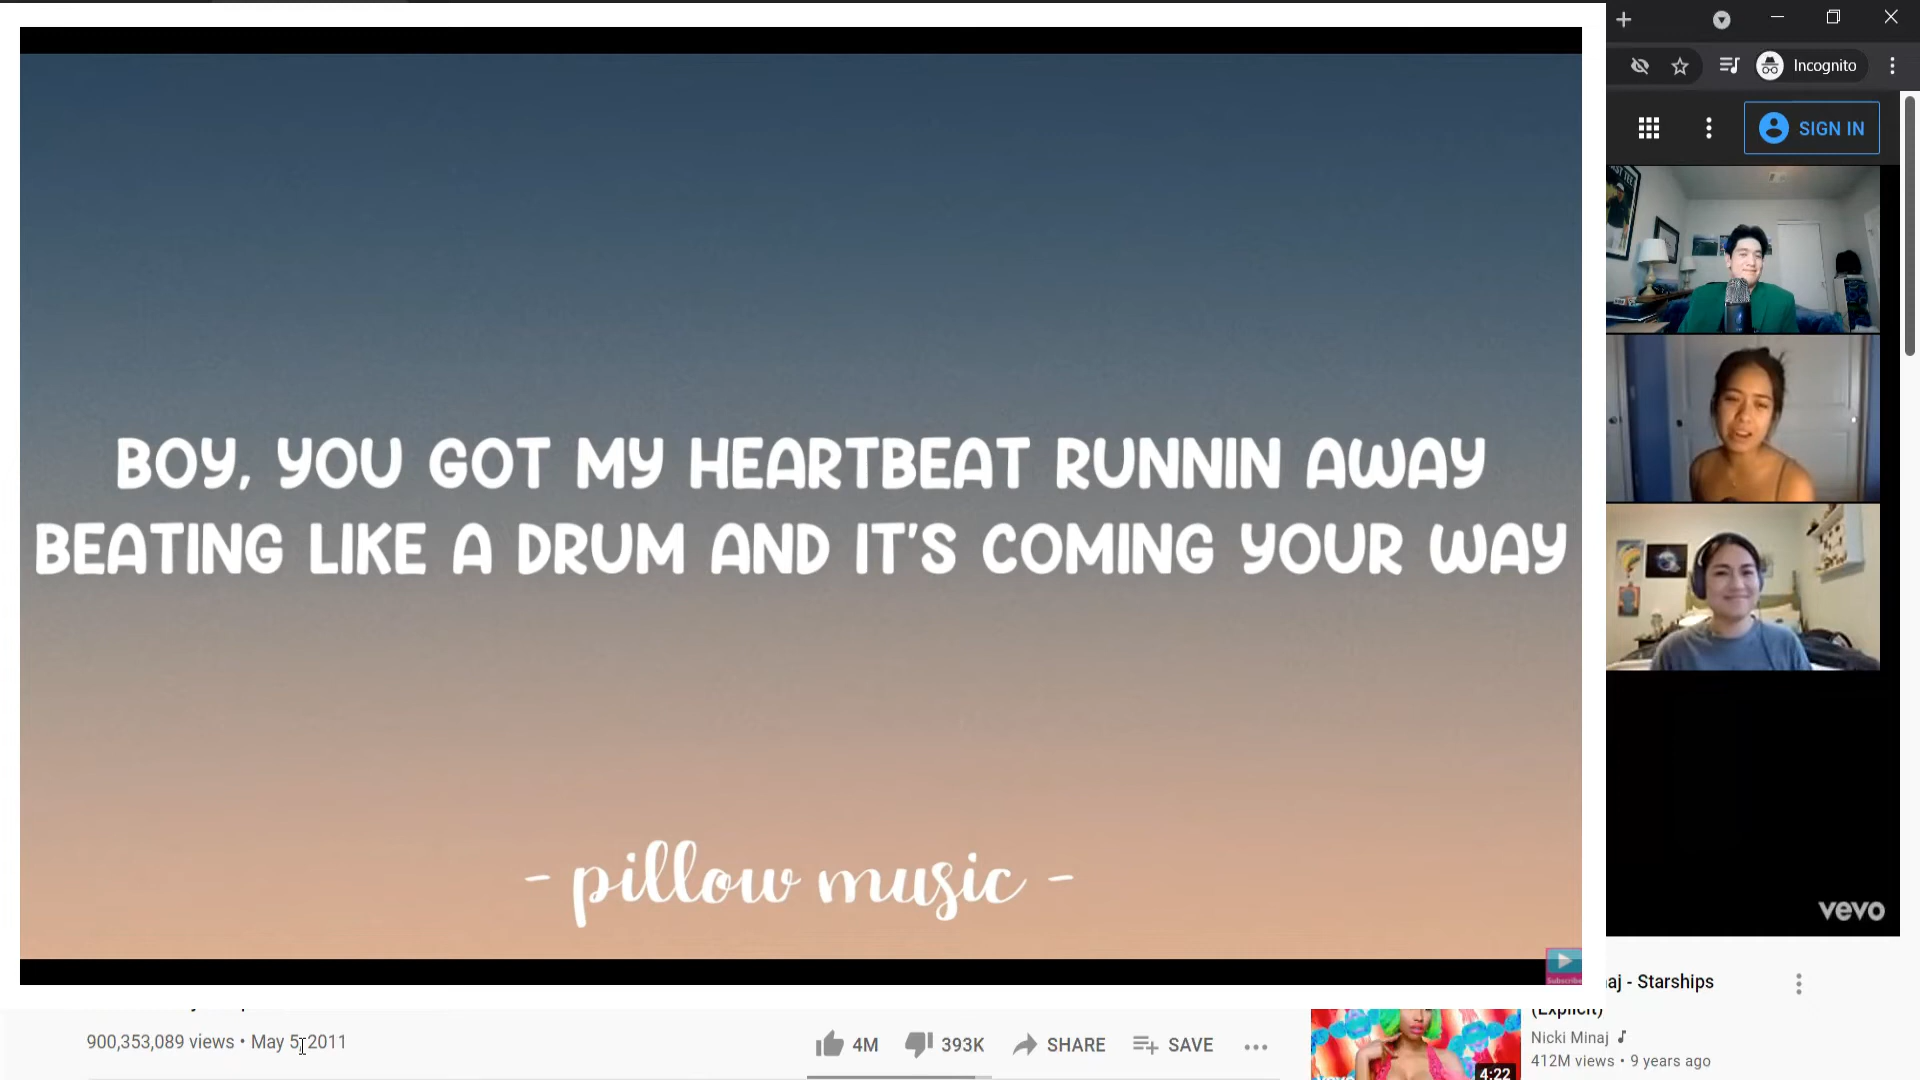 Incognito
SIGN IN
BOY, YOU GOT MY HEARTBEAT RUNNIN AWAY
BEATING LIKE A DRUM AND IT'S COMING YOUR WAY
- pillow music -
Subscribe
vevo
aj - Starships
(Explicit)
Nicki Minaj
412M views • 9 years ago
4:22
900,353,089 views • May 5, 2011
4M
393K
SHARE
SAVE